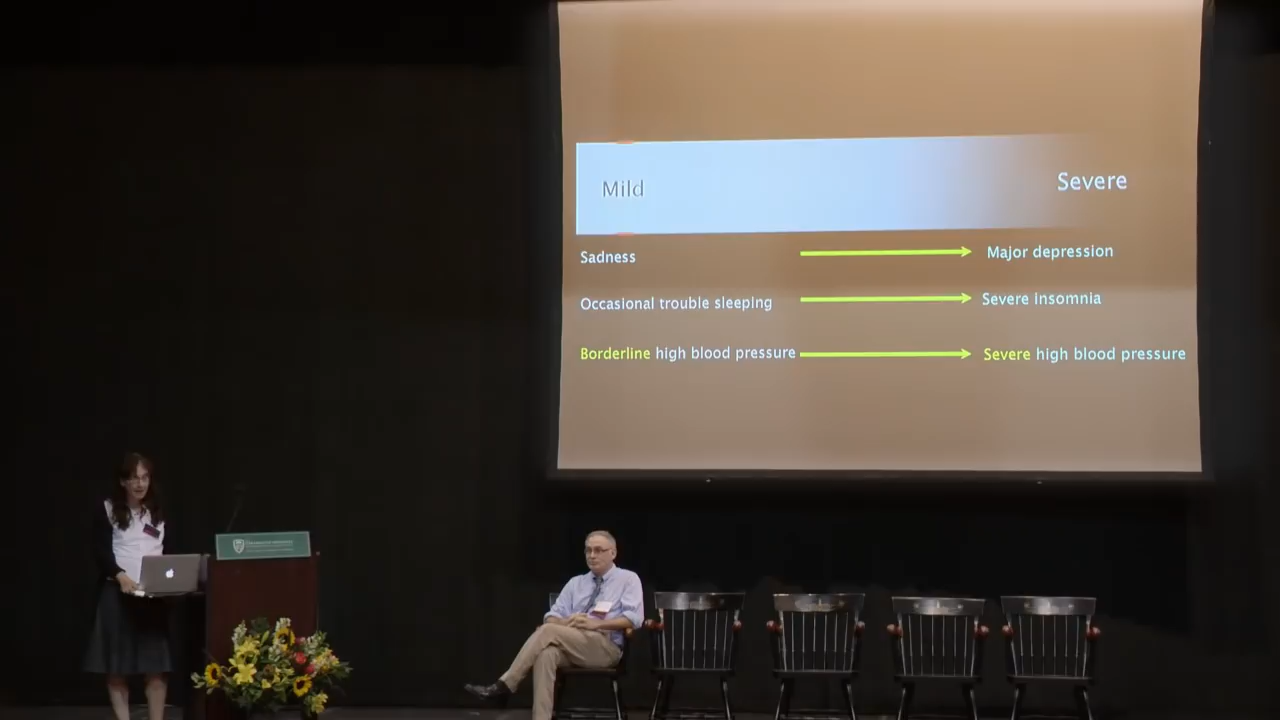 Mild
Severe
Sadness
Major depression
Occasional trouble sleeping
Severe insomnia
Borderline high blood pressure
Severe high blood pressure